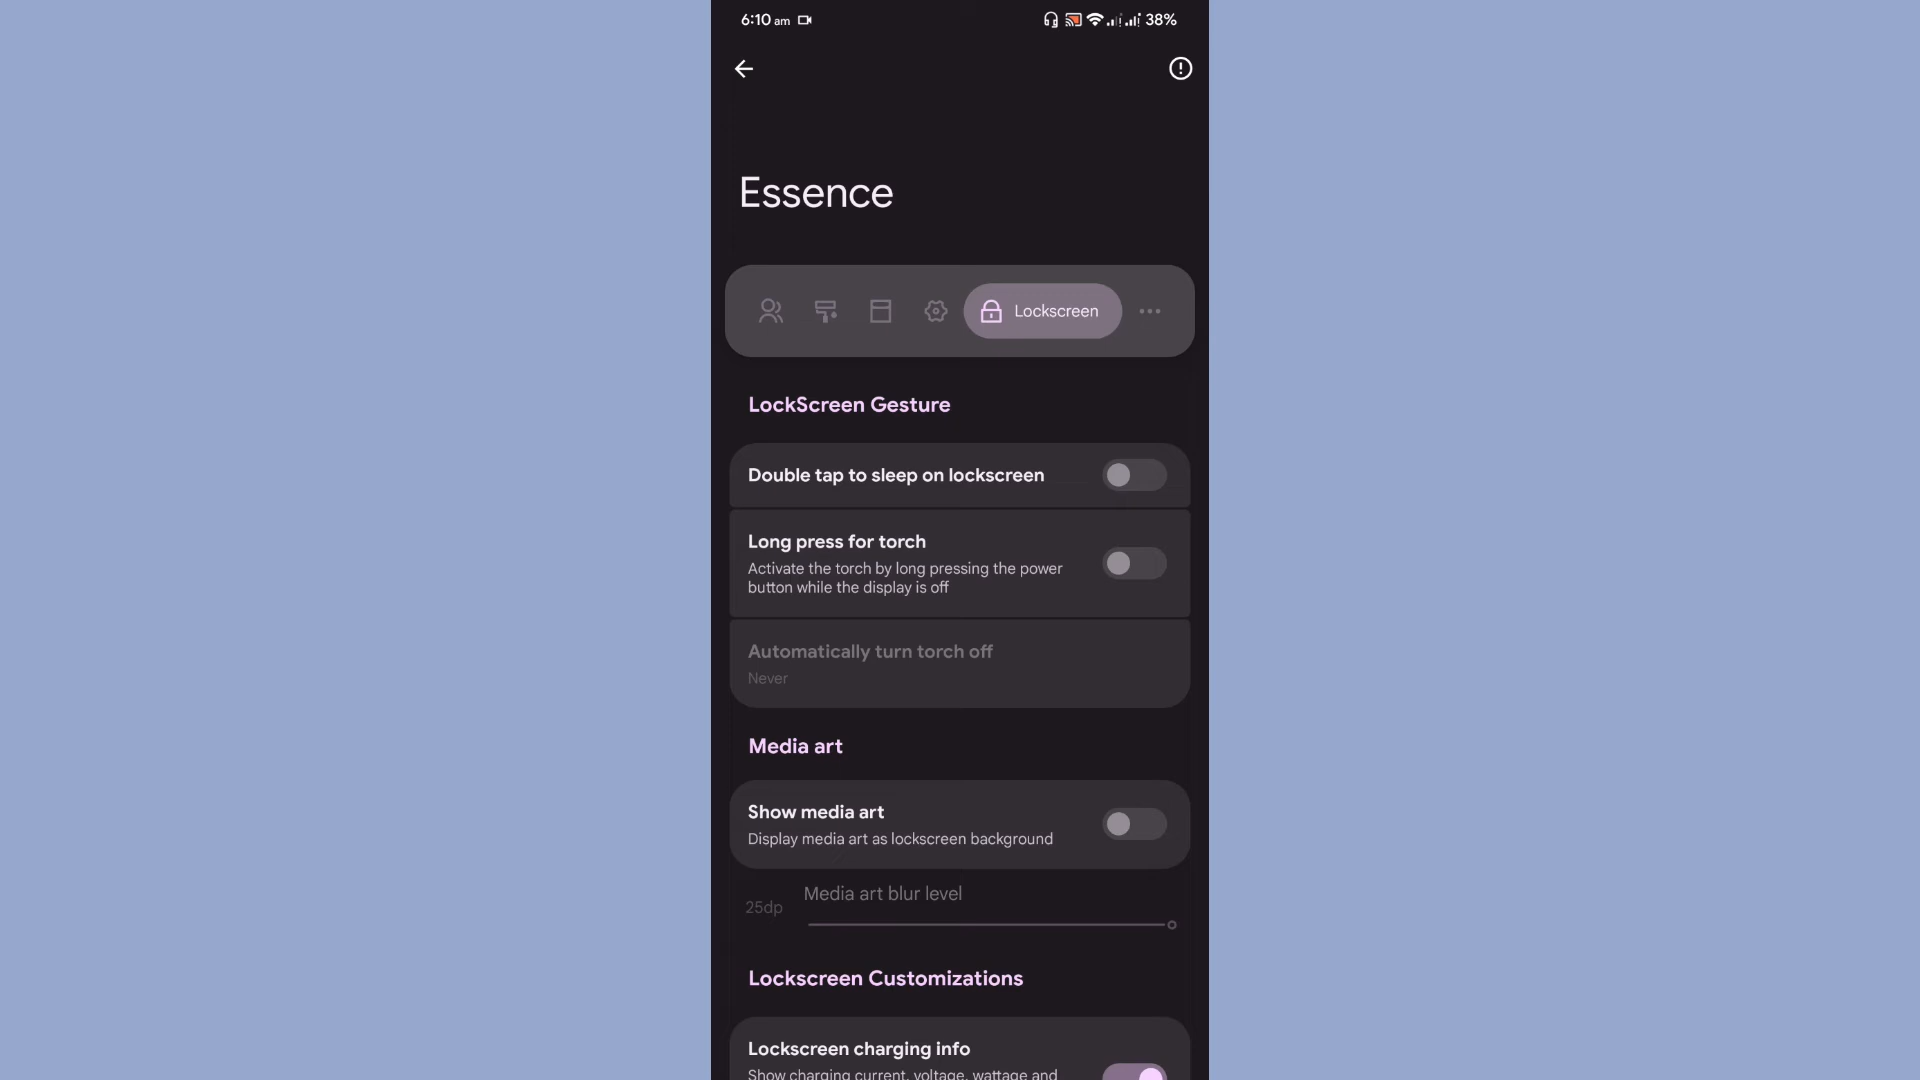 6:10 am
38%
Essence
Lockscreen
LockScreen Gesture
Double tap to sleep on lockscreen
Long press for torch
Activate the torch by long pressing the power
button while the display is off
Automatically turn torch off
Never
Media art
Show media art
Display media art as lockscreen background
Media art blur level
25dp
Lockscreen Customizations
Lockscreen charging info
Show charging current, voltage, wattage and